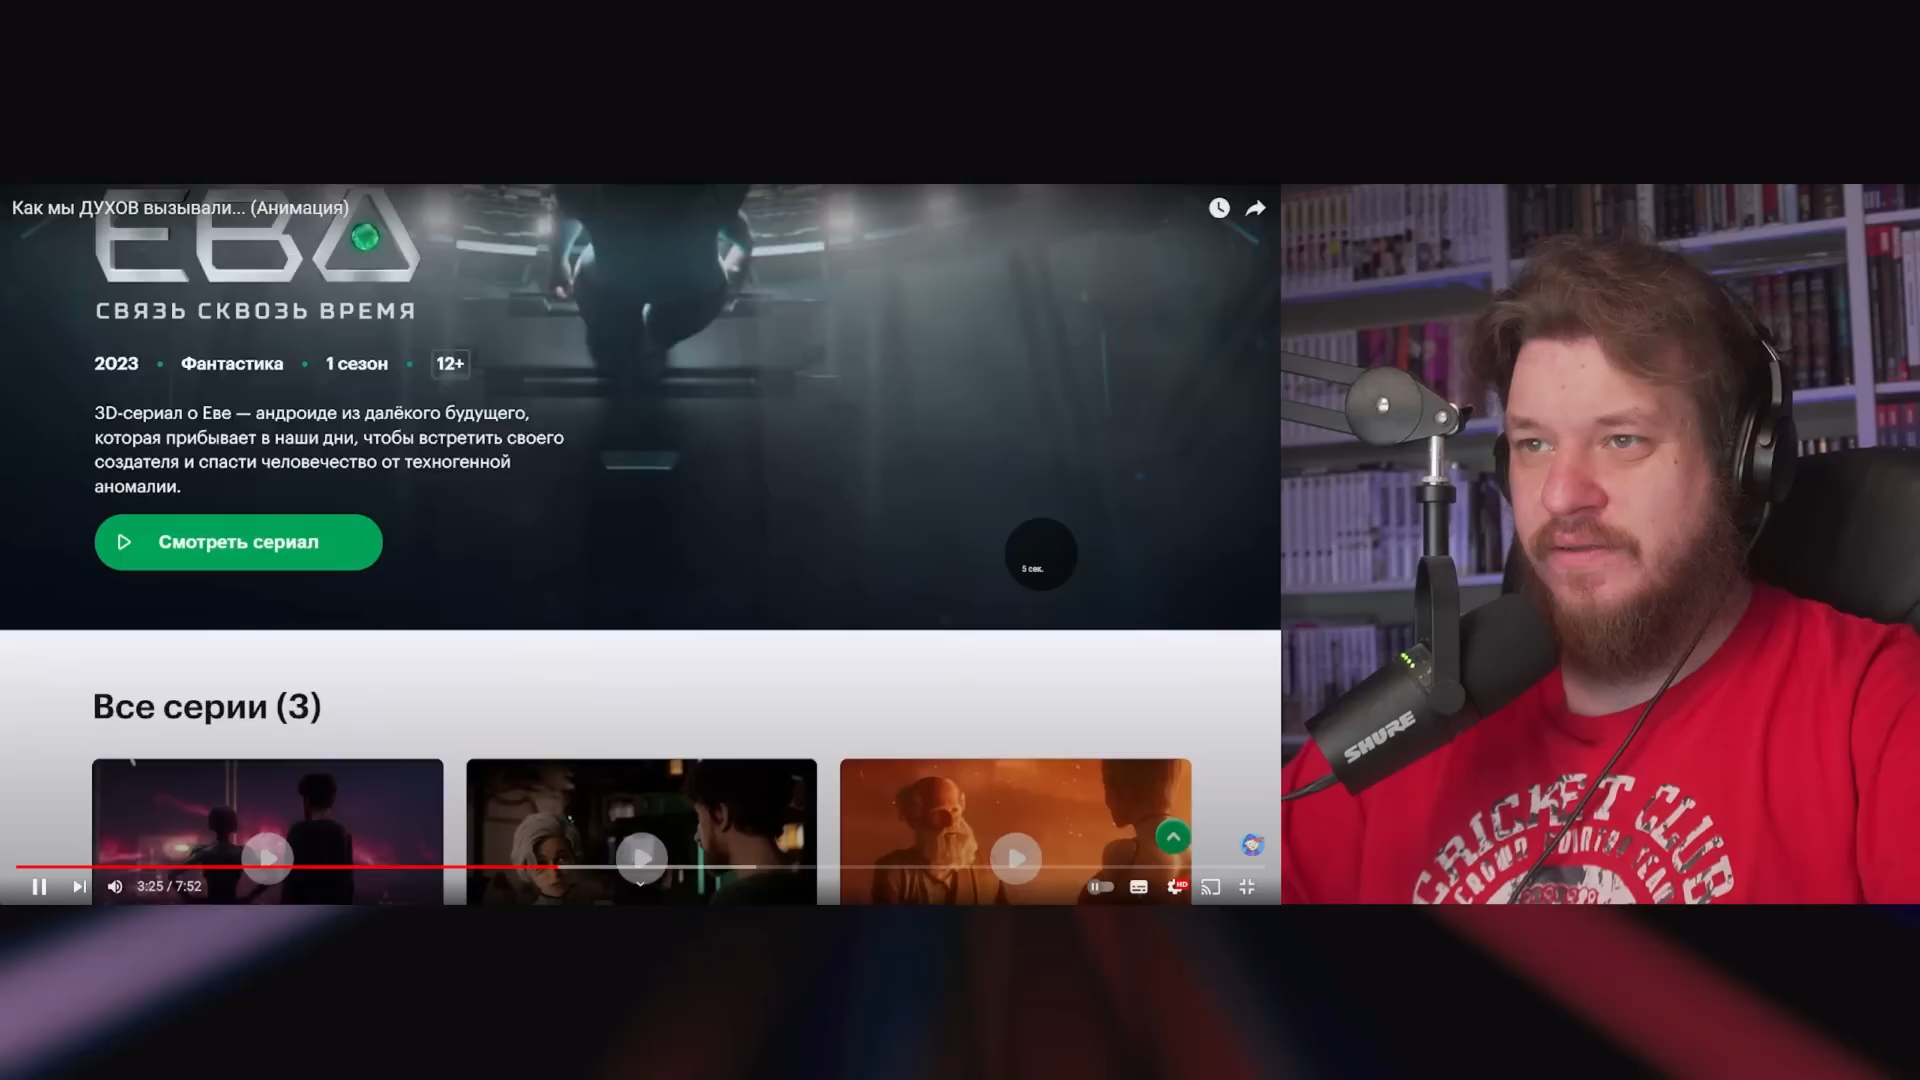 Как мы ДУХОВ вызывали... (Анимация)
ЕВА
СВЯЗЬ СКВОЗЬ ВРЕМЯ
2023 • Фантастика • 1 сезон • 12+
3D-сериал о Еве — андроиде из далёкого будущего,
которая прибывает в наши дни, чтобы встретить своего
создателя и спасти человечество от техногенной
аномалии.
Смотреть сериал
5 сек.
Все серии (3)
3:25 / 7:52
HD
SHURE
CRICKET CLUB